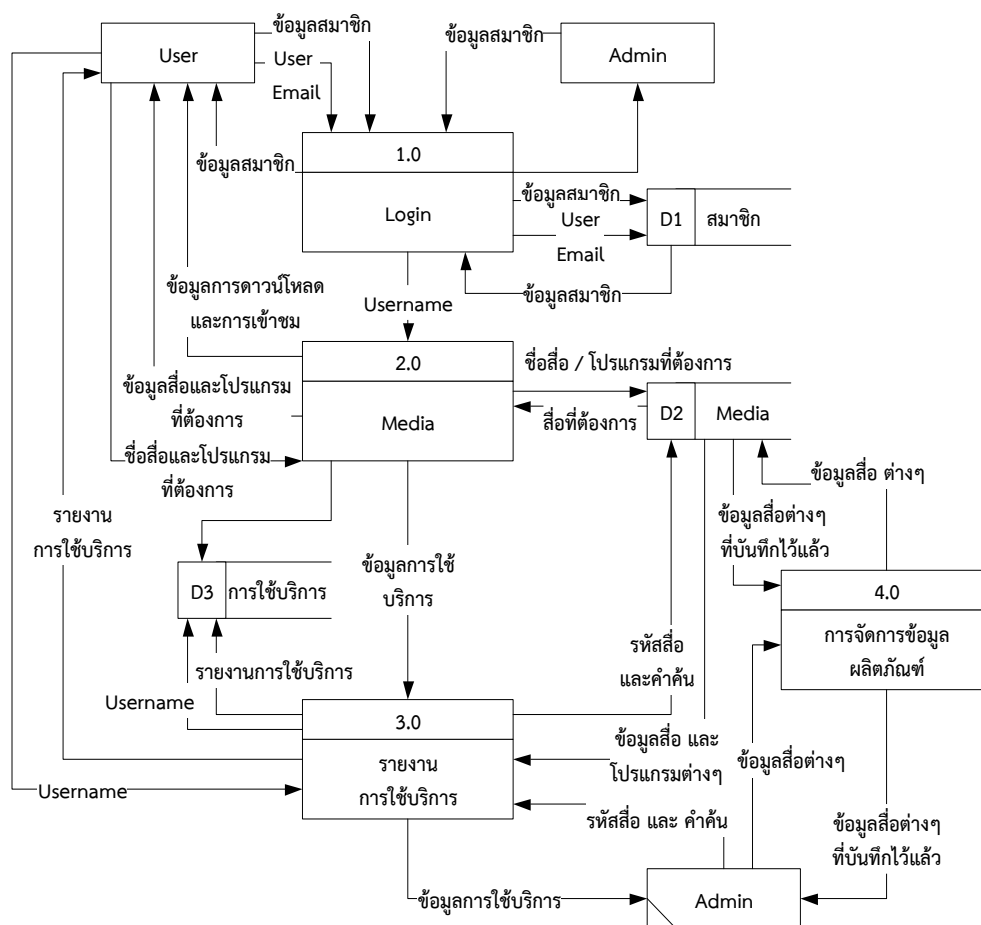 ข้อมูลสมาชิก
User
User
Email
ข้อมูลสมาชิก
Admin
ข้อมูลสมาชิก
1.0
Login
ข้อมูลสมาชิก
User
Email
D1 สมาชิก
ข้อมูลสมาชิก
ข้อมูลการดาวน์โหลด
และการเข้าชม
Username
2.0
Media
ชื่อสื่อ / โปรแกรมที่ต้องการ
สื่อที่ต้องการ
D2 Media
ข้อมูลสื่อและโปรแกรม
ที่ต้องการ
ชื่อสื่อและโปรแกรม
ที่ต้องการ
ข้อมูลสื่อ ต่างๆ
ข้อมูลสื่อต่างๆ
ที่บันทึกไว้แล้ว
รายงาน
การใช้บริการ
D3 การใช้บริการ
ข้อมูลการใช้
บริการ
4.0
การจัดการข้อมูล
ผลิตภัณฑ์
รายงานการใช้บริการ
Username
รหัสสื่อ
และคำค้น
3.0
รายงาน
การใช้บริการ
ข้อมูลสื่อ และ
โปรแกรมต่างๆ
ข้อมูลสื่อต่างๆ
Username
รหัสสื่อ และ คำค้น
ข้อมูลสื่อต่างๆ
ที่บันทึกไว้แล้ว
ข้อมูลการใช้บริการ
Admin